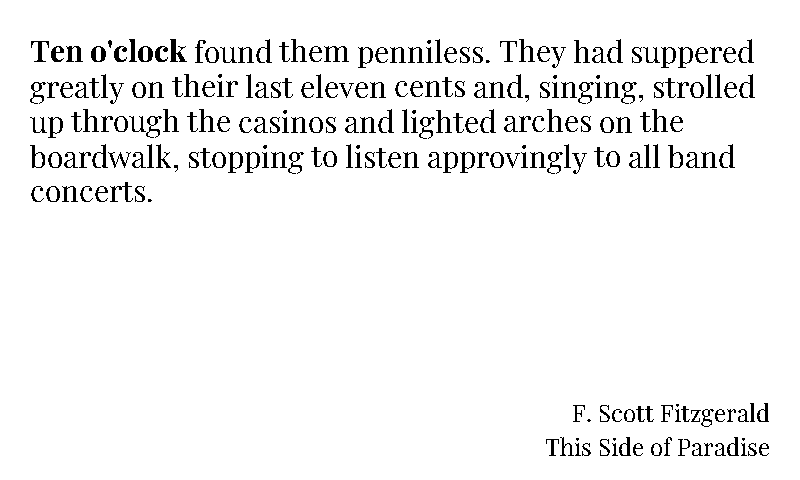 Ten o'clock found them penniless. They had suppered
greatly on their last eleven cents and, singing, strolled
up through the casinos and lighted arches on the
boardwalk, stopping to listen approvingly to all band
concerts.
F. Scott Fitzgerald
This Side of Paradise